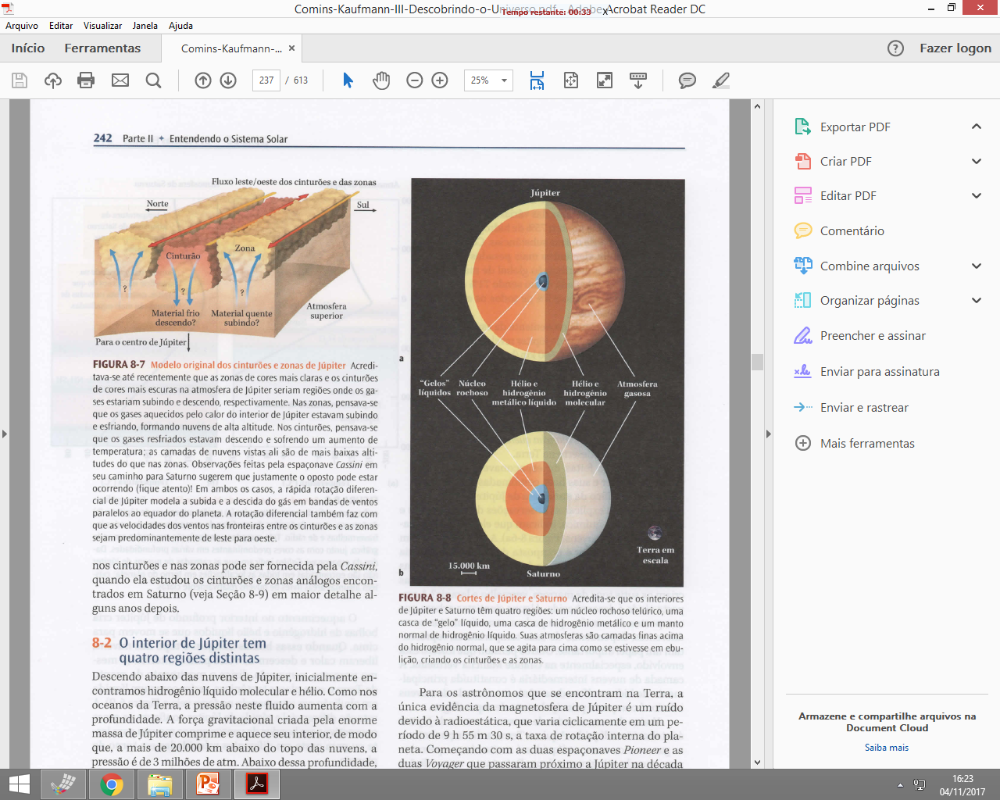 Comins-Kaufmann-III-Descobrindo-o-Universo.pdf - Adobe Acrobat Reader DC
Tempo restante: 00:33 X
Arquivo Editar Visualizar Janela Ajuda
Início Ferramentas Comins-Kaufmann-... × ? Fazer logon
237 / 613 25%
242 Parte II + Entendendo o Sistema Solar
Fluxo leste/oeste dos cinturões e das zonas
Norte
Sul
Zona
Cinturão
? ? ?
Material frio descendo?
Material quente subindo?
Atmosfera superior
Para o centro de Júpiter
FIGURA 8-7 Modelo original dos cinturões e zonas de Júpiter Acredi-
tava-se até recentemente que as zonas de cores mais claras e os cinturões
de cores mais escuras na atmosfera de Júpiter seriam regiões onde os ga-
ses estariam subindo e descendo, respectivamente. Nas zonas, pensava-se
que os gases aquecidos pelo calor do interior de Júpiter estavam subindo
e esfriando, formando nuvens de alta altitude. Nos cinturões, pensava-se
que os gases resfriados estavam descendo e sofrendo um aumento de
temperatura; as camadas de nuvens vistas ali são de mais baixas alti-
tudes do que nas zonas. Observações feitas pela espaçonave Cassini em
seu caminho para Saturno sugerem que justamente o oposto pode estar
ocorrendo (fique atento)! Em ambos os casos, a rápida rotação diferen-
cial de Júpiter modela a subida e a descida do gás em bandas de ventos
paralelos ao equador do planeta. A rotação diferencial também faz com
que as velocidades dos ventos nas fronteiras entre os cinturões e as zonas
sejam predominantemente de leste para oeste.
nos cinturões e nas zonas pode ser fornecida pela Cassini,
quando ela estudou os cinturões e zonas análogos encon-
trados em Saturno (veja Seção 8-9) em maior detalhe al-
guns anos depois.
8-2 O interior de Júpiter tem
quatro regiões distintas
Descendo abaixo das nuvens de Júpiter, inicialmente en-
contramos hidrogênio líquido molecular e hélio. Como nos
oceanos da Terra, a pressão neste fluido aumenta com a
profundidade. A força gravitacional criada pela enorme
massa de Júpiter comprime e aquece seu interior, de modo
que, a mais de 20.000 km abaixo do topo das nuvens, a
pressão é de 3 milhões de atm. Abaixo dessa profundidade,
Júpiter
a
"Gelos" líquidos
Núcleo rochoso
Hélio e hidrogênio metálico líquido
Hélio e hidrogênio molecular
Atmosfera gasosa
Terra em escala
15.000 km
b
Saturno
FIGURA 8-8 Cortes de Júpiter e Saturno Acredita-se que os interiores
de Júpiter e Saturno têm quatro regiões: um núcleo rochoso telúrico, uma
casca de "gelo" líquido, uma casca de hidrogênio metálico e um manto
normal de hidrogênio líquido. Suas atmosferas são camadas finas acima
do hidrogênio normal, que se agita para cima como se estivesse em ebu-
lição, criando os cinturões e as zonas.
Para os astrônomos que se encontram na Terra, a
única evidência da magnetosfera de Júpiter é um ruído
devido à radioestática, que varia ciclicamente em um pe-
ríodo de 9 h 55 m 30 s, a taxa de rotação interna do pla-
neta. Começando com as duas espaçonaves Pioneer e as
duas Voyager que passaram próximo a Júpiter na década
Exportar PDF
Criar PDF
Editar PDF
Comentário
Combine arquivos
Organizar páginas
Preencher e assinar
Enviar para assinatura
Enviar e rastrear
Mais ferramentas
Armazene e compartilhe arquivos na
Document Cloud
Saiba mais
16:23
04/11/2017